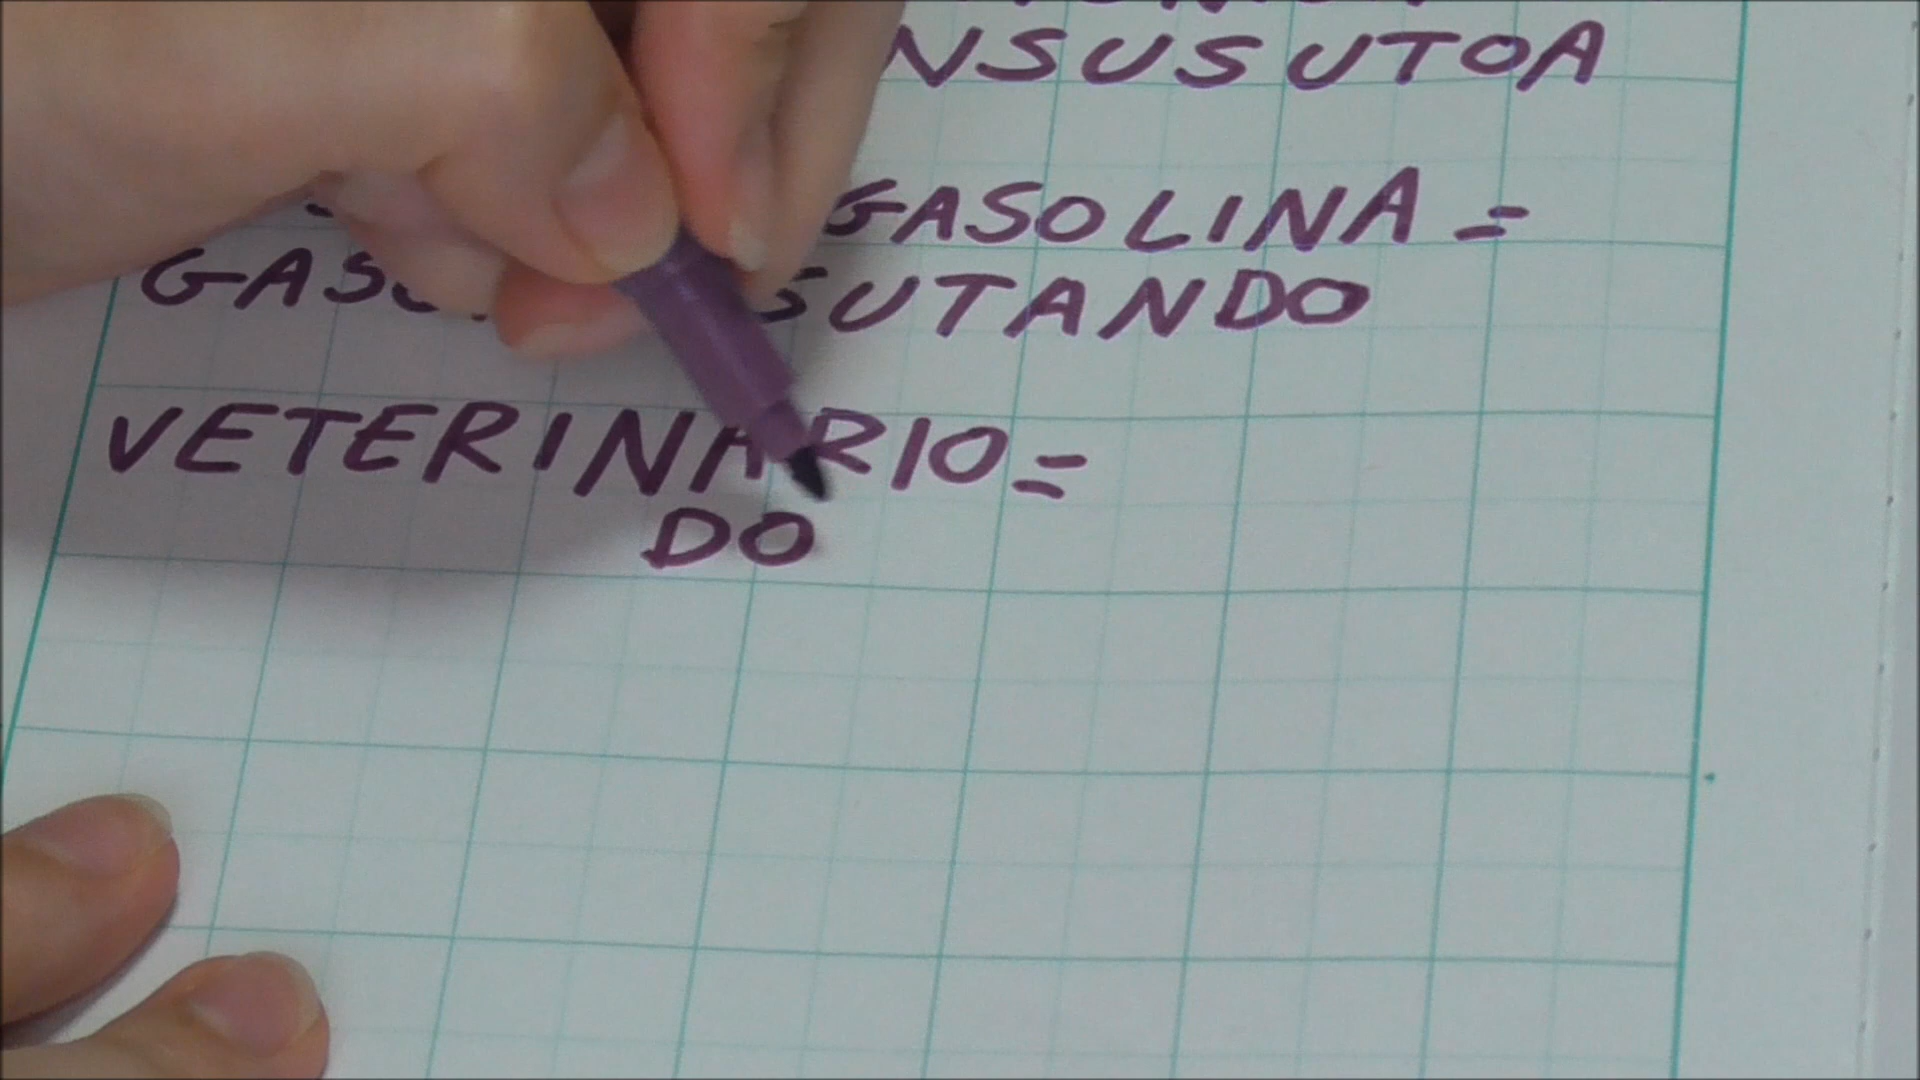 NSUSUTOA
GASOLINA =
SUTANDO
VETERINARIO =
DO